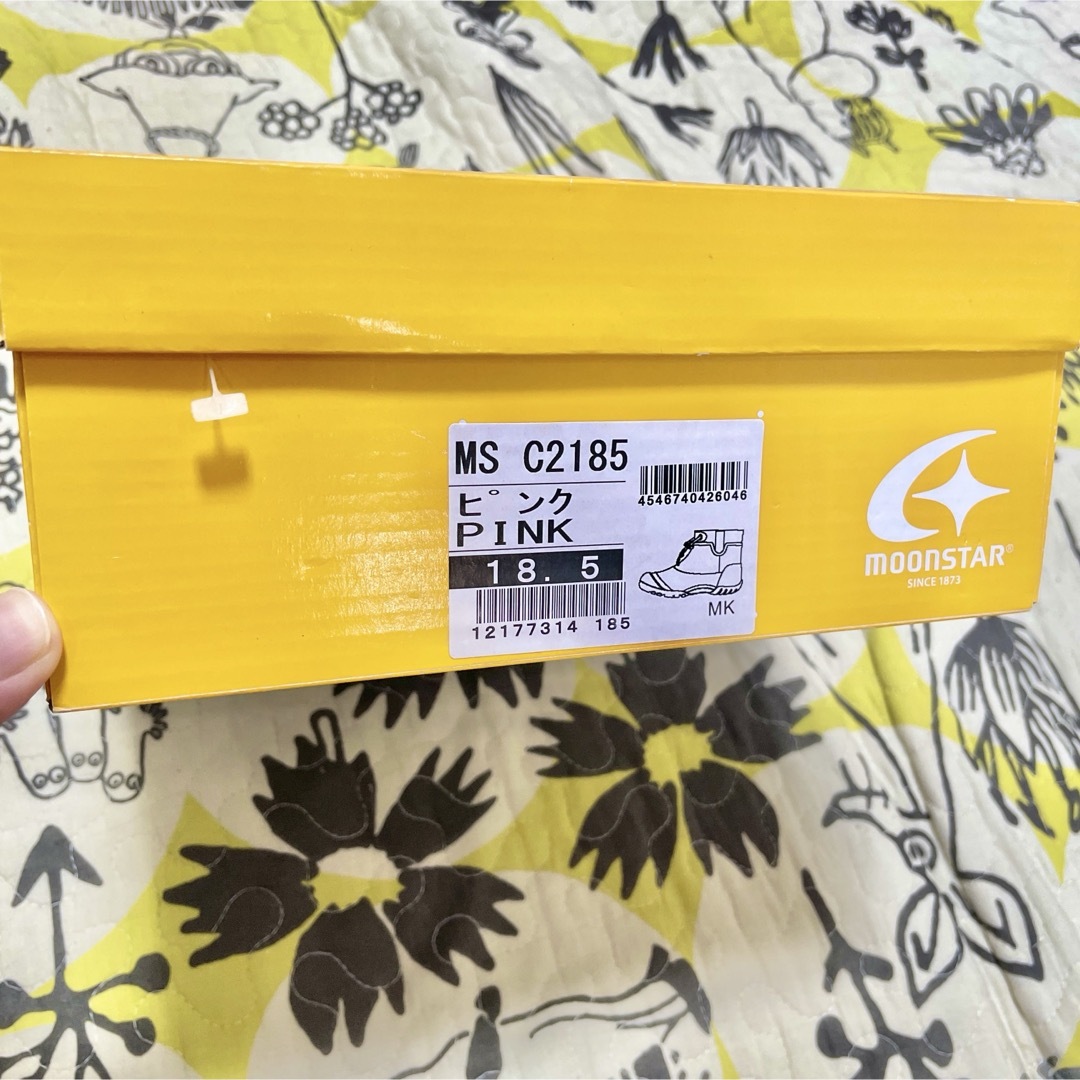 MS C2185
4546740426046
ピンク
PINK
18.5
12177314 185
MK
MOONSTAR®
SINCE 1873